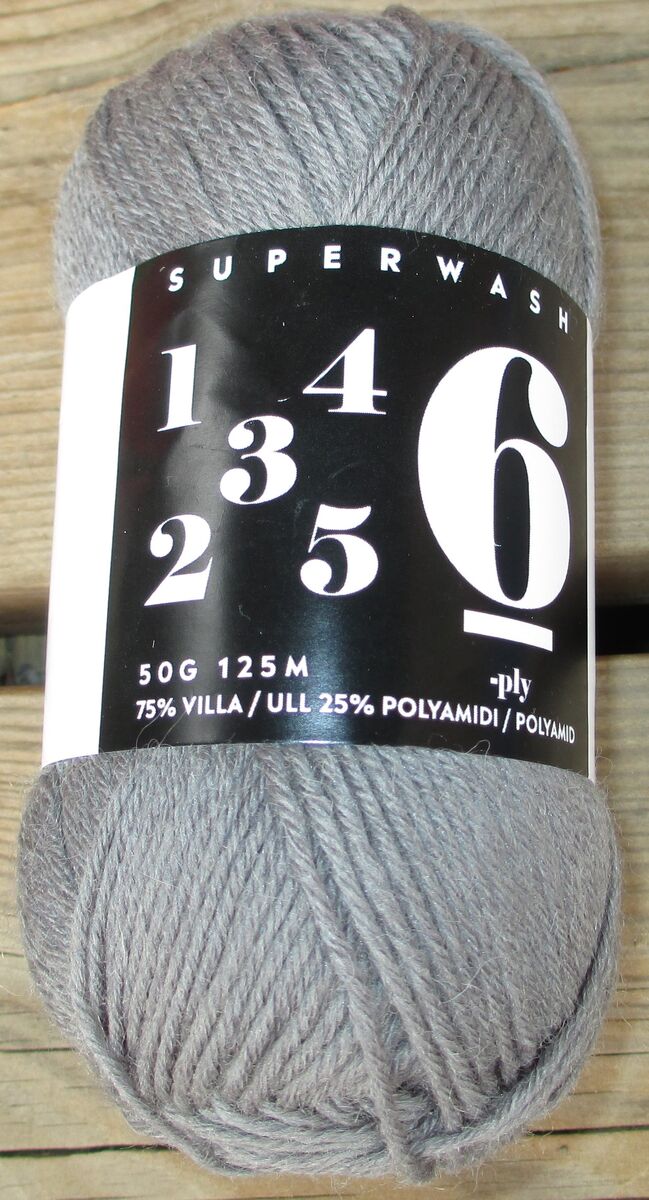 SUPERWASH
1 4 6
3
2 5
-ply
50G 125M
75% VILLA / ULL 25% POLYAMIDI / POLYAMID